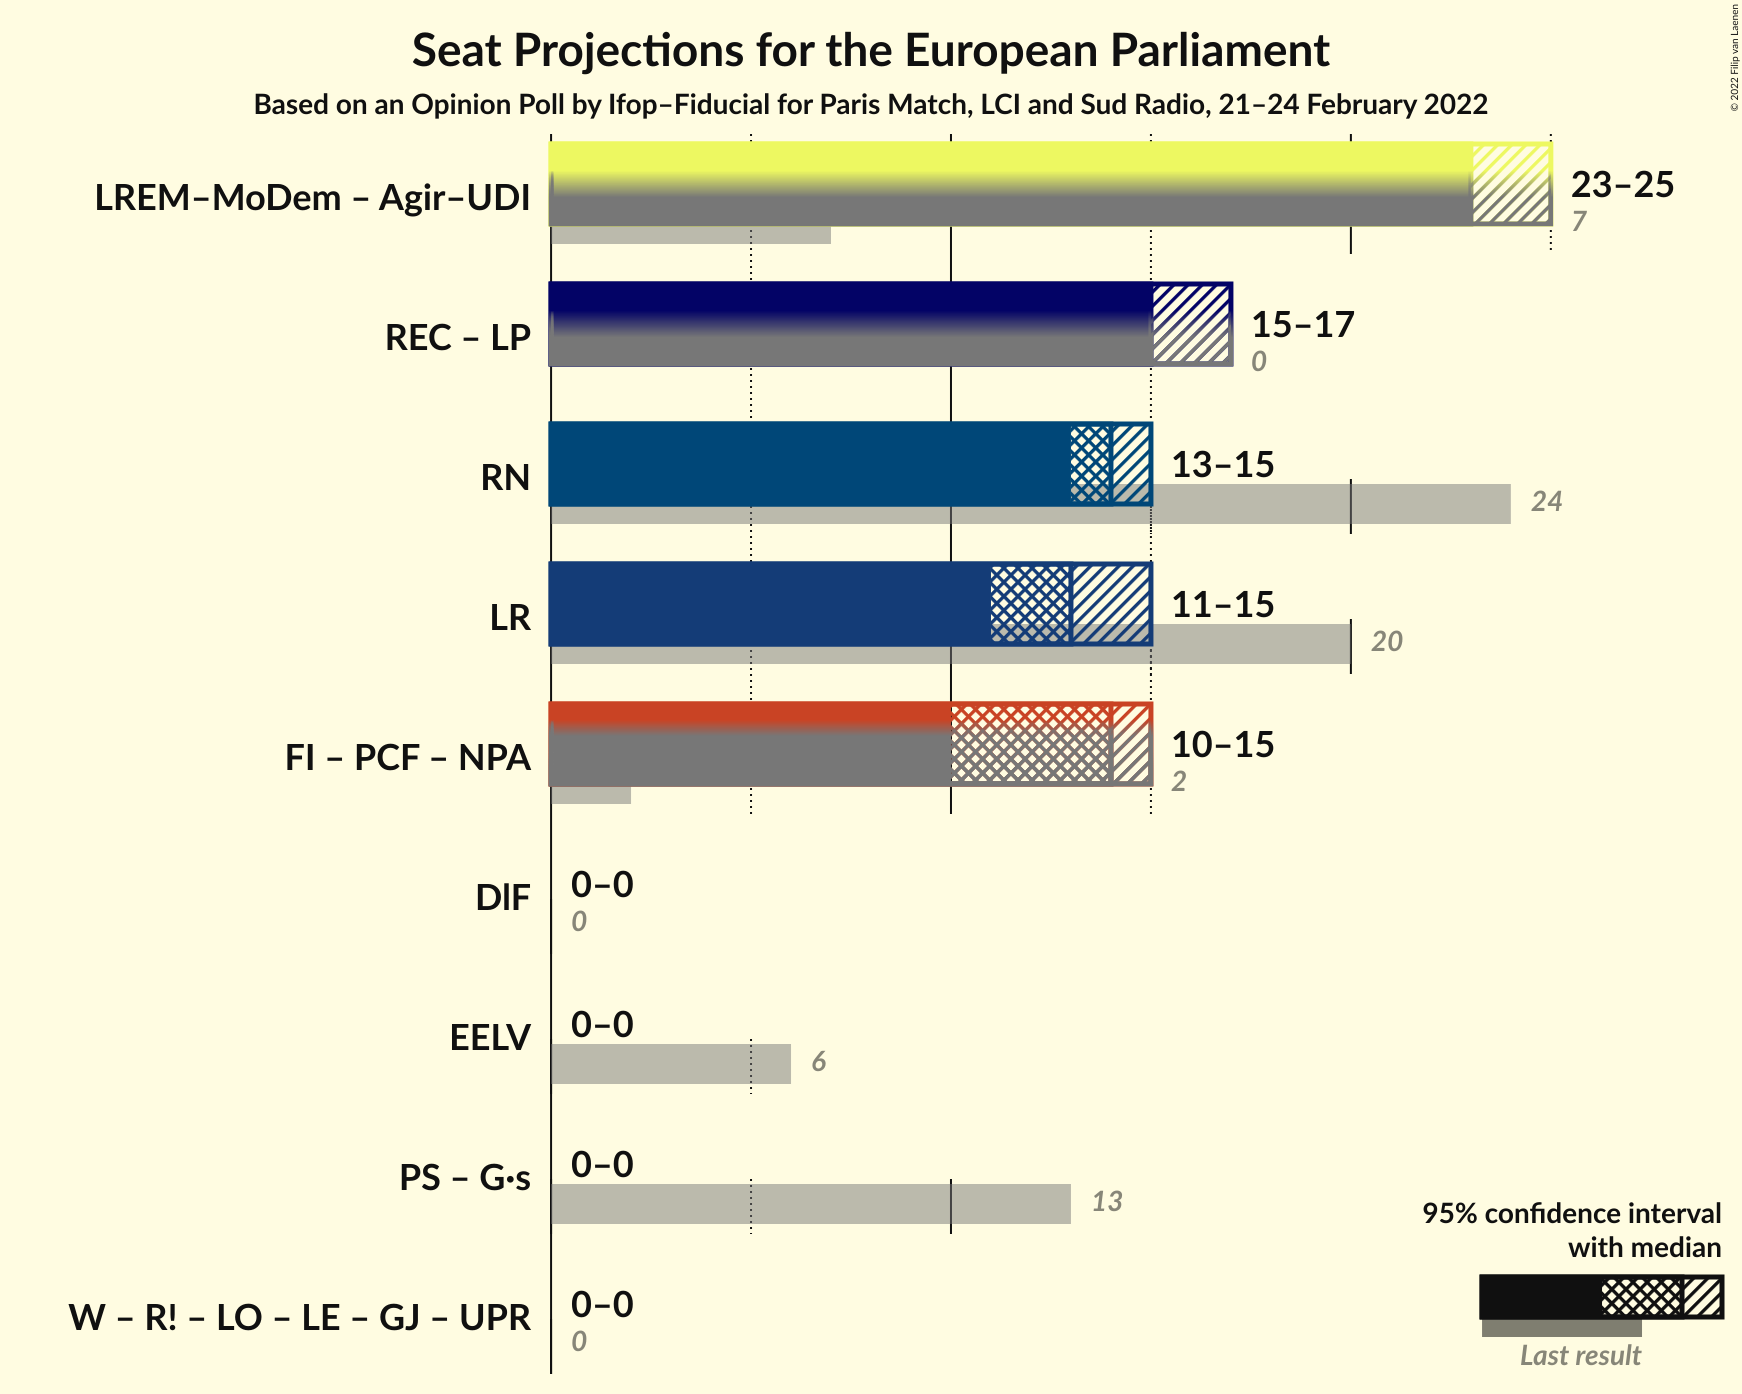 Seat Projections for the European Parliament
Based on an Opinion Poll by Ifop–Fiducial for Paris Match, LCI and Sud Radio, 21–24 February 2022
© 2022 Filip van Laenen
LREM–MoDem – Agir–UDI
23–25
7
REC – LP
15–17
0
RN
13–15
24
LR
11–15
20
FI – PCF – NPA
10–15
2
DlF
0–0
0
EELV
0–0
6
PS – G·s
0–0
13
W – R! – LO – LE – GJ – UPR
0–0
0
95% confidence interval
with median
Last result